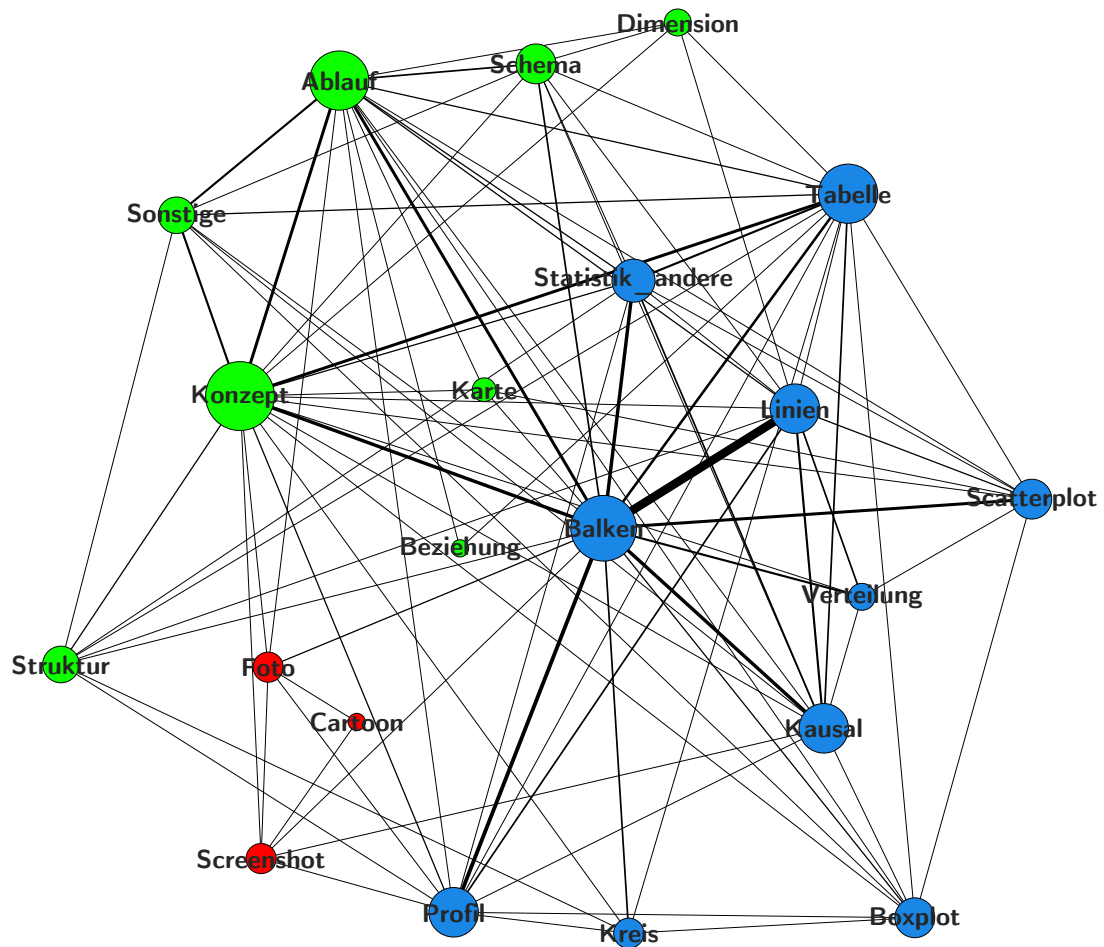 Dimension
Schema
Ablauf
Tabelle
Sonstige
Statistik_andere
Konzept
Karte
Linien
Scatterplot
Balken
Beziehung
Verteilung
Struktur
Foto
Cartoon
Kausal
Screenshot
Profil
Boxplot
Kreis